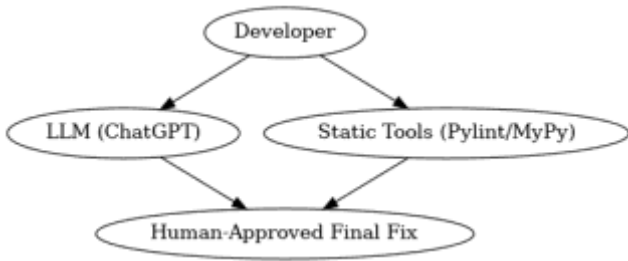 Developer
LLM (ChatGPT)
Static Tools (Pylint/MyPy)
Human-Approved Final Fix